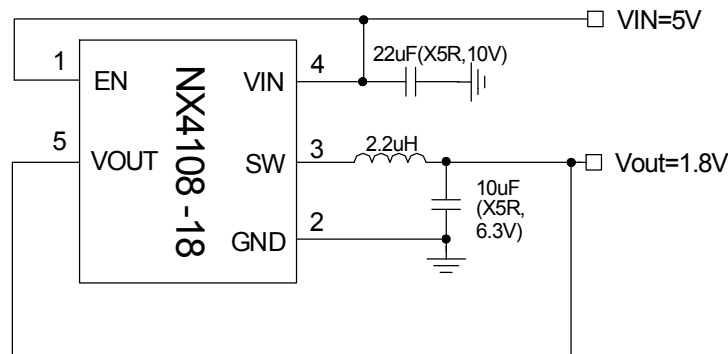 VIN=5V
1
EN
VIN
4
22uF(X5R,10V)
NX4108 -18
5
VOUT
SW
3
2.2uH
Vout=1.8V
10uF
(X5R,
6.3V)
GND
2